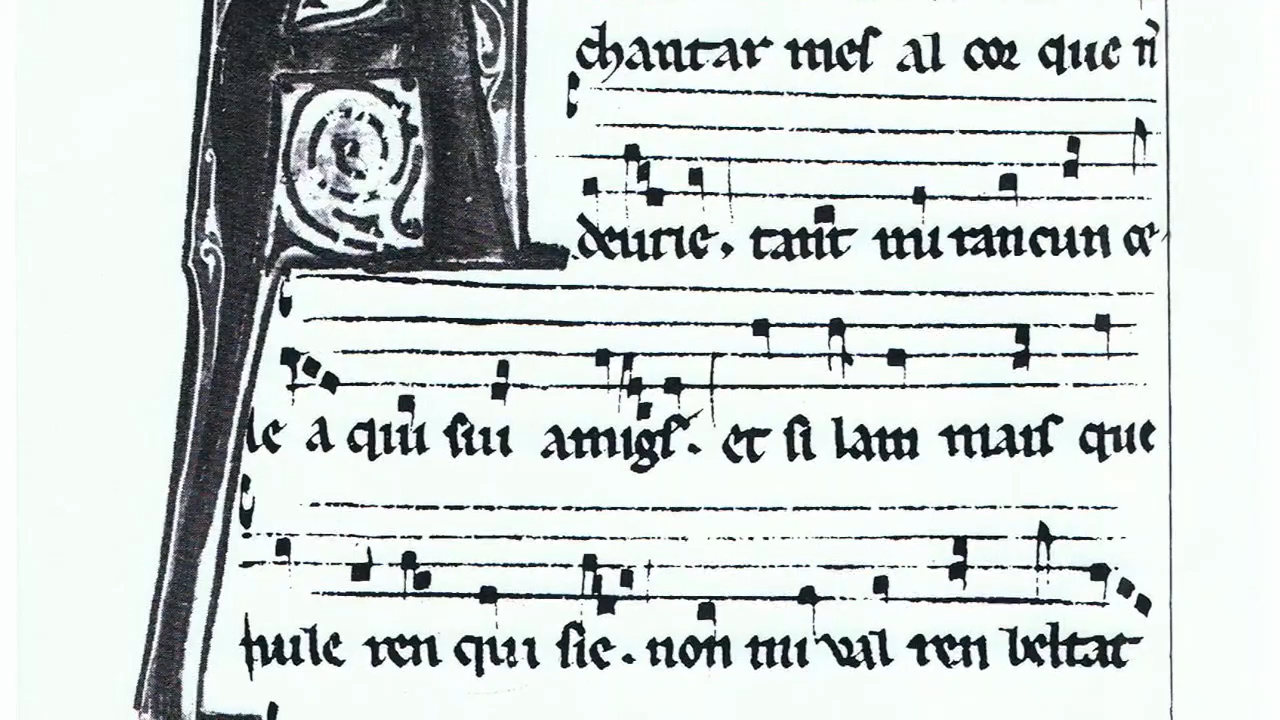 A
chantar mes al cor que ñ
deurie. tant mi rancun ce
le a qui sui amigs. et si lam mais que
nule ren qui sie. non mi val ren beltat